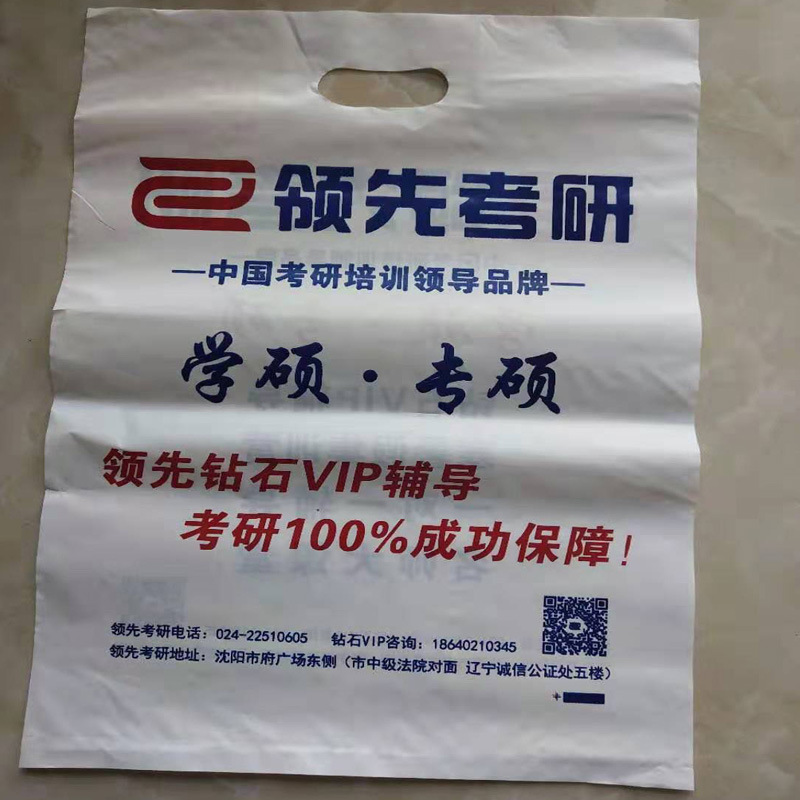 领先考研
—中国考研培训领导品牌—
学硕·专硕
领先钻石VIP辅导
考研100%成功保障！
领先考研电话：024-22510605 钻石VIP咨询：18640210345
领先考研地址：沈阳市府广场东侧（市中级法院对面 辽宁诚信公证处五楼）